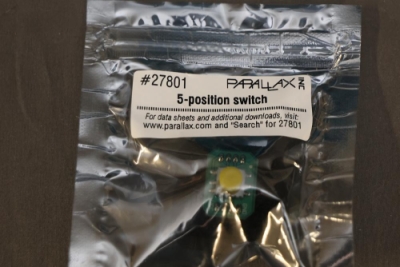 #27801 PARALLAX INC
5-position switch
For data sheets and additional downloads, visit:
www.parallax.com and "Search" for 27801